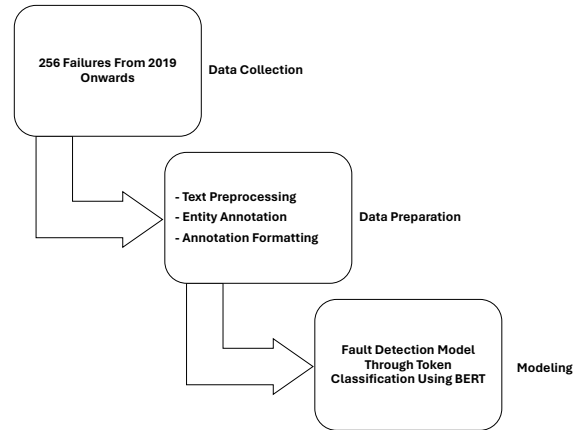 256 Failures From 2019
Onwards
Data Collection
- Text Preprocessing
- Entity Annotation
- Annotation Formatting
Data Preparation
Fault Detection Model
Through Token
Classification Using BERT
Modeling